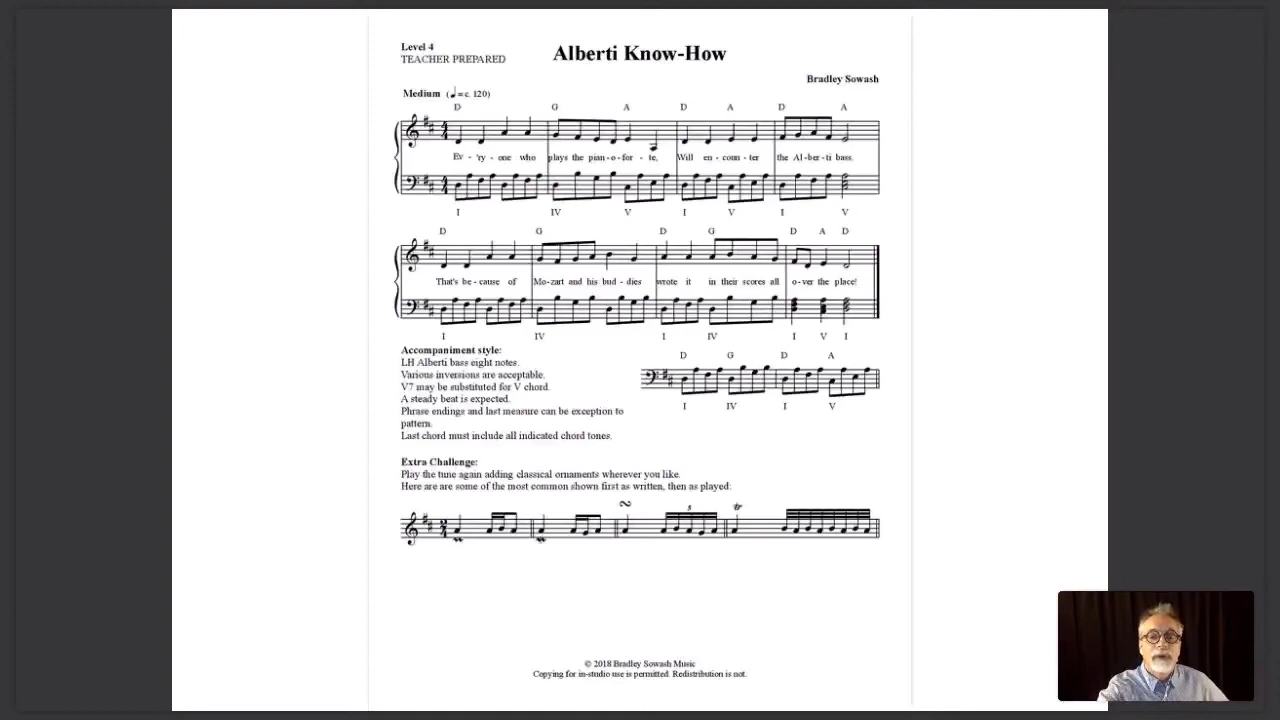 Level 4
TEACHER PREPARED
Alberti Know-How
Bradley Sowash
Medium (♩ = c. 120)
D G A D A D A
Ev - 'ry - one who plays the pian - o - for - te, Will en - coun - ter the Al - ber - ti bass.
I IV V I V I V
D G D G D A D
That's be - cause of Mo - zart and his bud - dies wrote it in their scores all o - ver the place!
I IV I IV I V I
Accompaniment style:
LH Alberti bass eight notes.
Various inversions are acceptable.
V7 may be substituted for V chord.
A steady beat is expected.
Phrase endings and last measure can be exception to
pattern.
Last chord must include all indicated chord tones.
D G D A
I IV I V
Extra Challenge:
Play the tune again adding classical ornaments wherever you like.
Here are are some of the most common shown first as written, then as played:
5 tr
© 2018 Bradley Sowash Music
Copying for in-studio use is permitted. Redistribution is not.